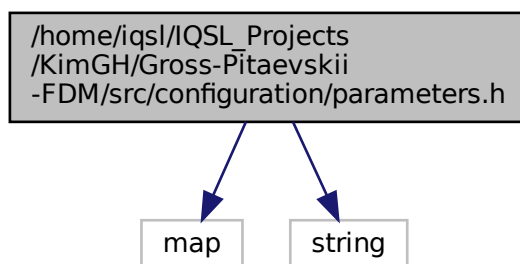 /home/iqsl/IQSL_Projects
/KimGH/Gross-Pitaevskii
-FDM/src/configuration/parameters.h
map
string